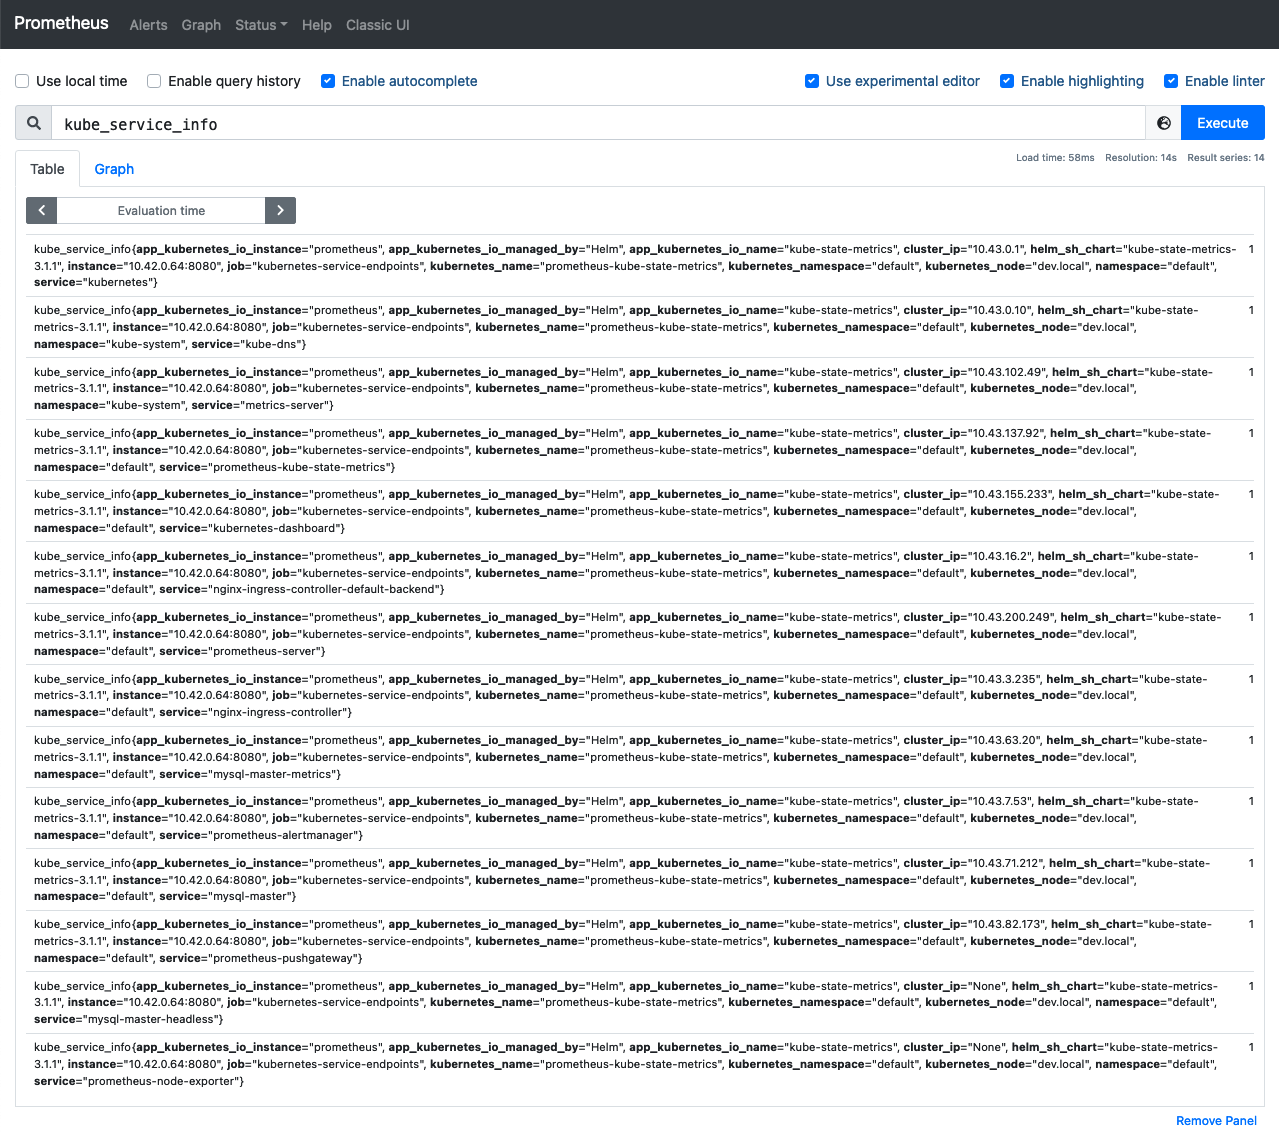 Prometheus Alerts Graph Status Help Classic UI
Use local time Enable query history Enable autocomplete Use experimental editor Enable highlighting Enable linter
kube_service_info Execute
Load time: 58ms Resolution: 14s Result series: 14
Table Graph
Evaluation time
kube_service_info{app_kubernetes_io_instance="prometheus", app_kubernetes_io_managed_by="Helm", app_kubernetes_io_name="kube-state-metrics", cluster_ip="10.43.0.1", helm_sh_chart="kube-state-metrics- 1
3.1.1", instance="10.42.0.64:8080", job="kubernetes-service-endpoints", kubernetes_name="prometheus-kube-state-metrics", kubernetes_namespace="default", kubernetes_node="dev.local", namespace="default",
service="kubernetes"}
kube_service_info{app_kubernetes_io_instance="prometheus", app_kubernetes_io_managed_by="Helm", app_kubernetes_io_name="kube-state-metrics", cluster_ip="10.43.0.10", helm_sh_chart="kube-state- 1
metrics-3.1.1", instance="10.42.0.64:8080", job="kubernetes-service-endpoints", kubernetes_name="prometheus-kube-state-metrics", kubernetes_namespace="default", kubernetes_node="dev.local",
namespace="kube-system", service="kube-dns"}
kube_service_info{app_kubernetes_io_instance="prometheus", app_kubernetes_io_managed_by="Helm", app_kubernetes_io_name="kube-state-metrics", cluster_ip="10.43.102.49", helm_sh_chart="kube-state- 1
metrics-3.1.1", instance="10.42.0.64:8080", job="kubernetes-service-endpoints", kubernetes_name="prometheus-kube-state-metrics", kubernetes_namespace="default", kubernetes_node="dev.local",
namespace="kube-system", service="metrics-server"}
kube_service_info{app_kubernetes_io_instance="prometheus", app_kubernetes_io_managed_by="Helm", app_kubernetes_io_name="kube-state-metrics", cluster_ip="10.43.137.92", helm_sh_chart="kube-state- 1
metrics-3.1.1", instance="10.42.0.64:8080", job="kubernetes-service-endpoints", kubernetes_name="prometheus-kube-state-metrics", kubernetes_namespace="default", kubernetes_node="dev.local",
namespace="default", service="prometheus-kube-state-metrics"}
kube_service_info{app_kubernetes_io_instance="prometheus", app_kubernetes_io_managed_by="Helm", app_kubernetes_io_name="kube-state-metrics", cluster_ip="10.43.155.233", helm_sh_chart="kube-state- 1
metrics-3.1.1", instance="10.42.0.64:8080", job="kubernetes-service-endpoints", kubernetes_name="prometheus-kube-state-metrics", kubernetes_namespace="default", kubernetes_node="dev.local",
namespace="default", service="kubernetes-dashboard"}
kube_service_info{app_kubernetes_io_instance="prometheus", app_kubernetes_io_managed_by="Helm", app_kubernetes_io_name="kube-state-metrics", cluster_ip="10.43.16.2", helm_sh_chart="kube-state- 1
metrics-3.1.1", instance="10.42.0.64:8080", job="kubernetes-service-endpoints", kubernetes_name="prometheus-kube-state-metrics", kubernetes_namespace="default", kubernetes_node="dev.local",
namespace="default", service="nginx-ingress-controller-default-backend"}
kube_service_info{app_kubernetes_io_instance="prometheus", app_kubernetes_io_managed_by="Helm", app_kubernetes_io_name="kube-state-metrics", cluster_ip="10.43.200.249", helm_sh_chart="kube-state- 1
metrics-3.1.1", instance="10.42.0.64:8080", job="kubernetes-service-endpoints", kubernetes_name="prometheus-kube-state-metrics", kubernetes_namespace="default", kubernetes_node="dev.local",
namespace="default", service="prometheus-server"}
kube_service_info{app_kubernetes_io_instance="prometheus", app_kubernetes_io_managed_by="Helm", app_kubernetes_io_name="kube-state-metrics", cluster_ip="10.43.3.235", helm_sh_chart="kube-state- 1
metrics-3.1.1", instance="10.42.0.64:8080", job="kubernetes-service-endpoints", kubernetes_name="prometheus-kube-state-metrics", kubernetes_namespace="default", kubernetes_node="dev.local",
namespace="default", service="nginx-ingress-controller"}
kube_service_info{app_kubernetes_io_instance="prometheus", app_kubernetes_io_managed_by="Helm", app_kubernetes_io_name="kube-state-metrics", cluster_ip="10.43.63.20", helm_sh_chart="kube-state- 1
metrics-3.1.1", instance="10.42.0.64:8080", job="kubernetes-service-endpoints", kubernetes_name="prometheus-kube-state-metrics", kubernetes_namespace="default", kubernetes_node="dev.local",
namespace="default", service="mysql-master-metrics"}
kube_service_info{app_kubernetes_io_instance="prometheus", app_kubernetes_io_managed_by="Helm", app_kubernetes_io_name="kube-state-metrics", cluster_ip="10.43.7.53", helm_sh_chart="kube-state- 1
metrics-3.1.1", instance="10.42.0.64:8080", job="kubernetes-service-endpoints", kubernetes_name="prometheus-kube-state-metrics", kubernetes_namespace="default", kubernetes_node="dev.local",
namespace="default", service="prometheus-alertmanager"}
kube_service_info{app_kubernetes_io_instance="prometheus", app_kubernetes_io_managed_by="Helm", app_kubernetes_io_name="kube-state-metrics", cluster_ip="10.43.71.212", helm_sh_chart="kube-state- 1
metrics-3.1.1", instance="10.42.0.64:8080", job="kubernetes-service-endpoints", kubernetes_name="prometheus-kube-state-metrics", kubernetes_namespace="default", kubernetes_node="dev.local",
namespace="default", service="mysql-master"}
kube_service_info{app_kubernetes_io_instance="prometheus", app_kubernetes_io_managed_by="Helm", app_kubernetes_io_name="kube-state-metrics", cluster_ip="10.43.82.173", helm_sh_chart="kube-state- 1
metrics-3.1.1", instance="10.42.0.64:8080", job="kubernetes-service-endpoints", kubernetes_name="prometheus-kube-state-metrics", kubernetes_namespace="default", kubernetes_node="dev.local",
namespace="default", service="prometheus-pushgateway"}
kube_service_info{app_kubernetes_io_instance="prometheus", app_kubernetes_io_managed_by="Helm", app_kubernetes_io_name="kube-state-metrics", cluster_ip="None", helm_sh_chart="kube-state-metrics- 1
3.1.1", instance="10.42.0.64:8080", job="kubernetes-service-endpoints", kubernetes_name="prometheus-kube-state-metrics", kubernetes_namespace="default", kubernetes_node="dev.local", namespace="default",
service="mysql-master-headless"}
kube_service_info{app_kubernetes_io_instance="prometheus", app_kubernetes_io_managed_by="Helm", app_kubernetes_io_name="kube-state-metrics", cluster_ip="None", helm_sh_chart="kube-state-metrics- 1
3.1.1", instance="10.42.0.64:8080", job="kubernetes-service-endpoints", kubernetes_name="prometheus-kube-state-metrics", kubernetes_namespace="default", kubernetes_node="dev.local", namespace="default",
service="prometheus-node-exporter"}
Remove Panel